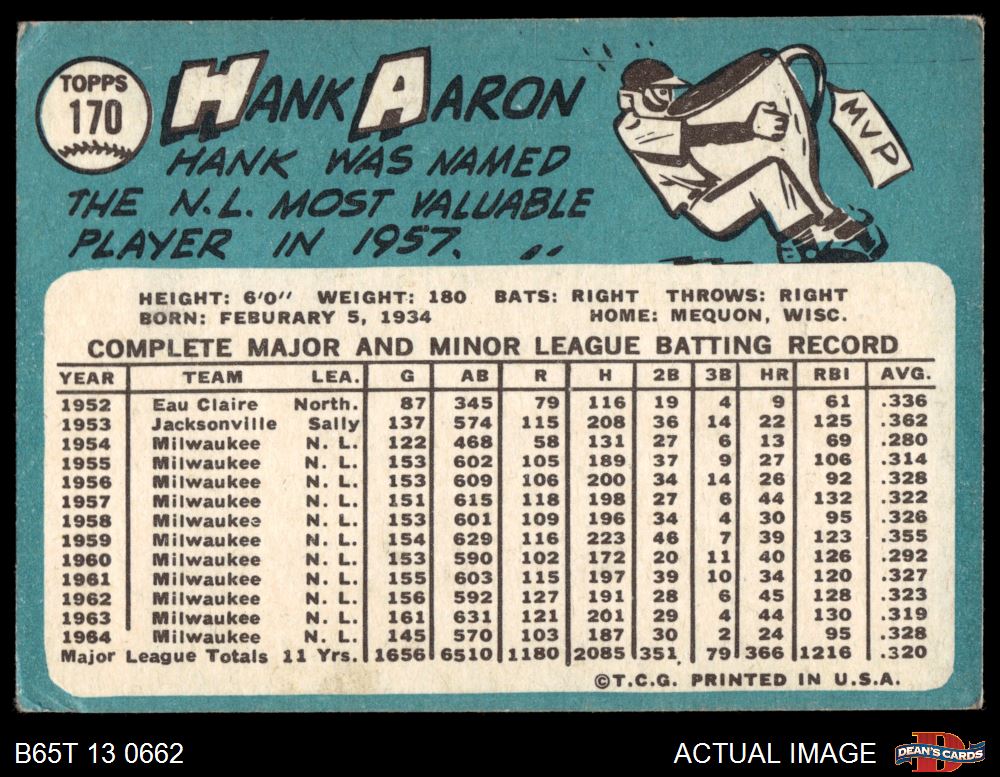 TOPPS
170
HANK AARON
HANK WAS NAMED
THE N.L. MOST VALUABLE
PLAYER IN 1957.
MVP
HEIGHT: 6'0" WEIGHT: 180 BATS: RIGHT THROWS: RIGHT
BORN: FEBURARY 5, 1934 HOME: MEQUON, WISC.
COMPLETE MAJOR AND MINOR LEAGUE BATTING RECORD
YEAR TEAM LEA. G AB R H 2B 3B HR RBI AVG.
1952 Eau Claire North. 87 345 79 116 19 4 9 61 .336
1953 Jacksonville Sally 137 574 115 208 36 14 22 125 .362
1954 Milwaukee N. L. 122 468 58 131 27 6 13 69 .280
1955 Milwaukee N. L. 153 602 105 189 37 9 27 106 .314
1956 Milwaukee N. L. 153 609 106 200 34 14 26 92 .328
1957 Milwaukee N. L. 151 615 118 198 27 6 44 132 .322
1958 Milwaukee N. L. 153 601 109 196 34 4 30 95 .326
1959 Milwaukee N. L. 154 629 116 223 46 7 39 123 .355
1960 Milwaukee N. L. 153 590 102 172 20 11 40 126 .292
1961 Milwaukee N. L. 155 603 115 197 39 10 34 120 .327
1962 Milwaukee N. L. 156 592 127 191 28 6 45 128 .323
1963 Milwaukee N. L. 161 631 121 201 29 4 44 130 .319
1964 Milwaukee N. L. 145 570 103 187 30 2 24 95 .328
Major League Totals 11 Yrs. 1656 6510 1180 2085 351 79 366 1216 .320
©T.C.G. PRINTED IN U.S.A.
B65T 13 0662 ACTUAL IMAGE
D
DEAN'S CARDS